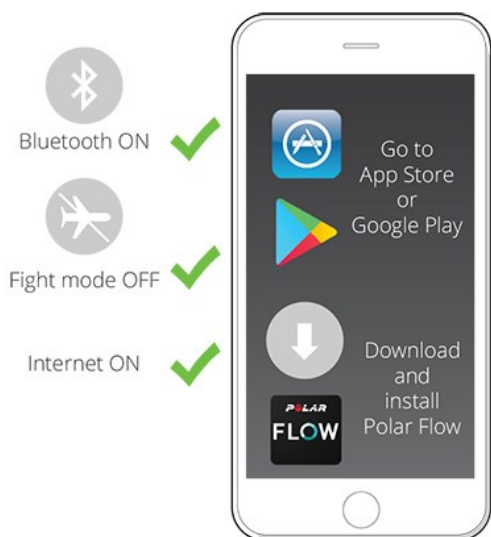 Bluetooth ON
Fight mode OFF
Internet ON
Go to
App Store
or
Google Play
Download
and
install
Polar Flow
POLAR
FLOW